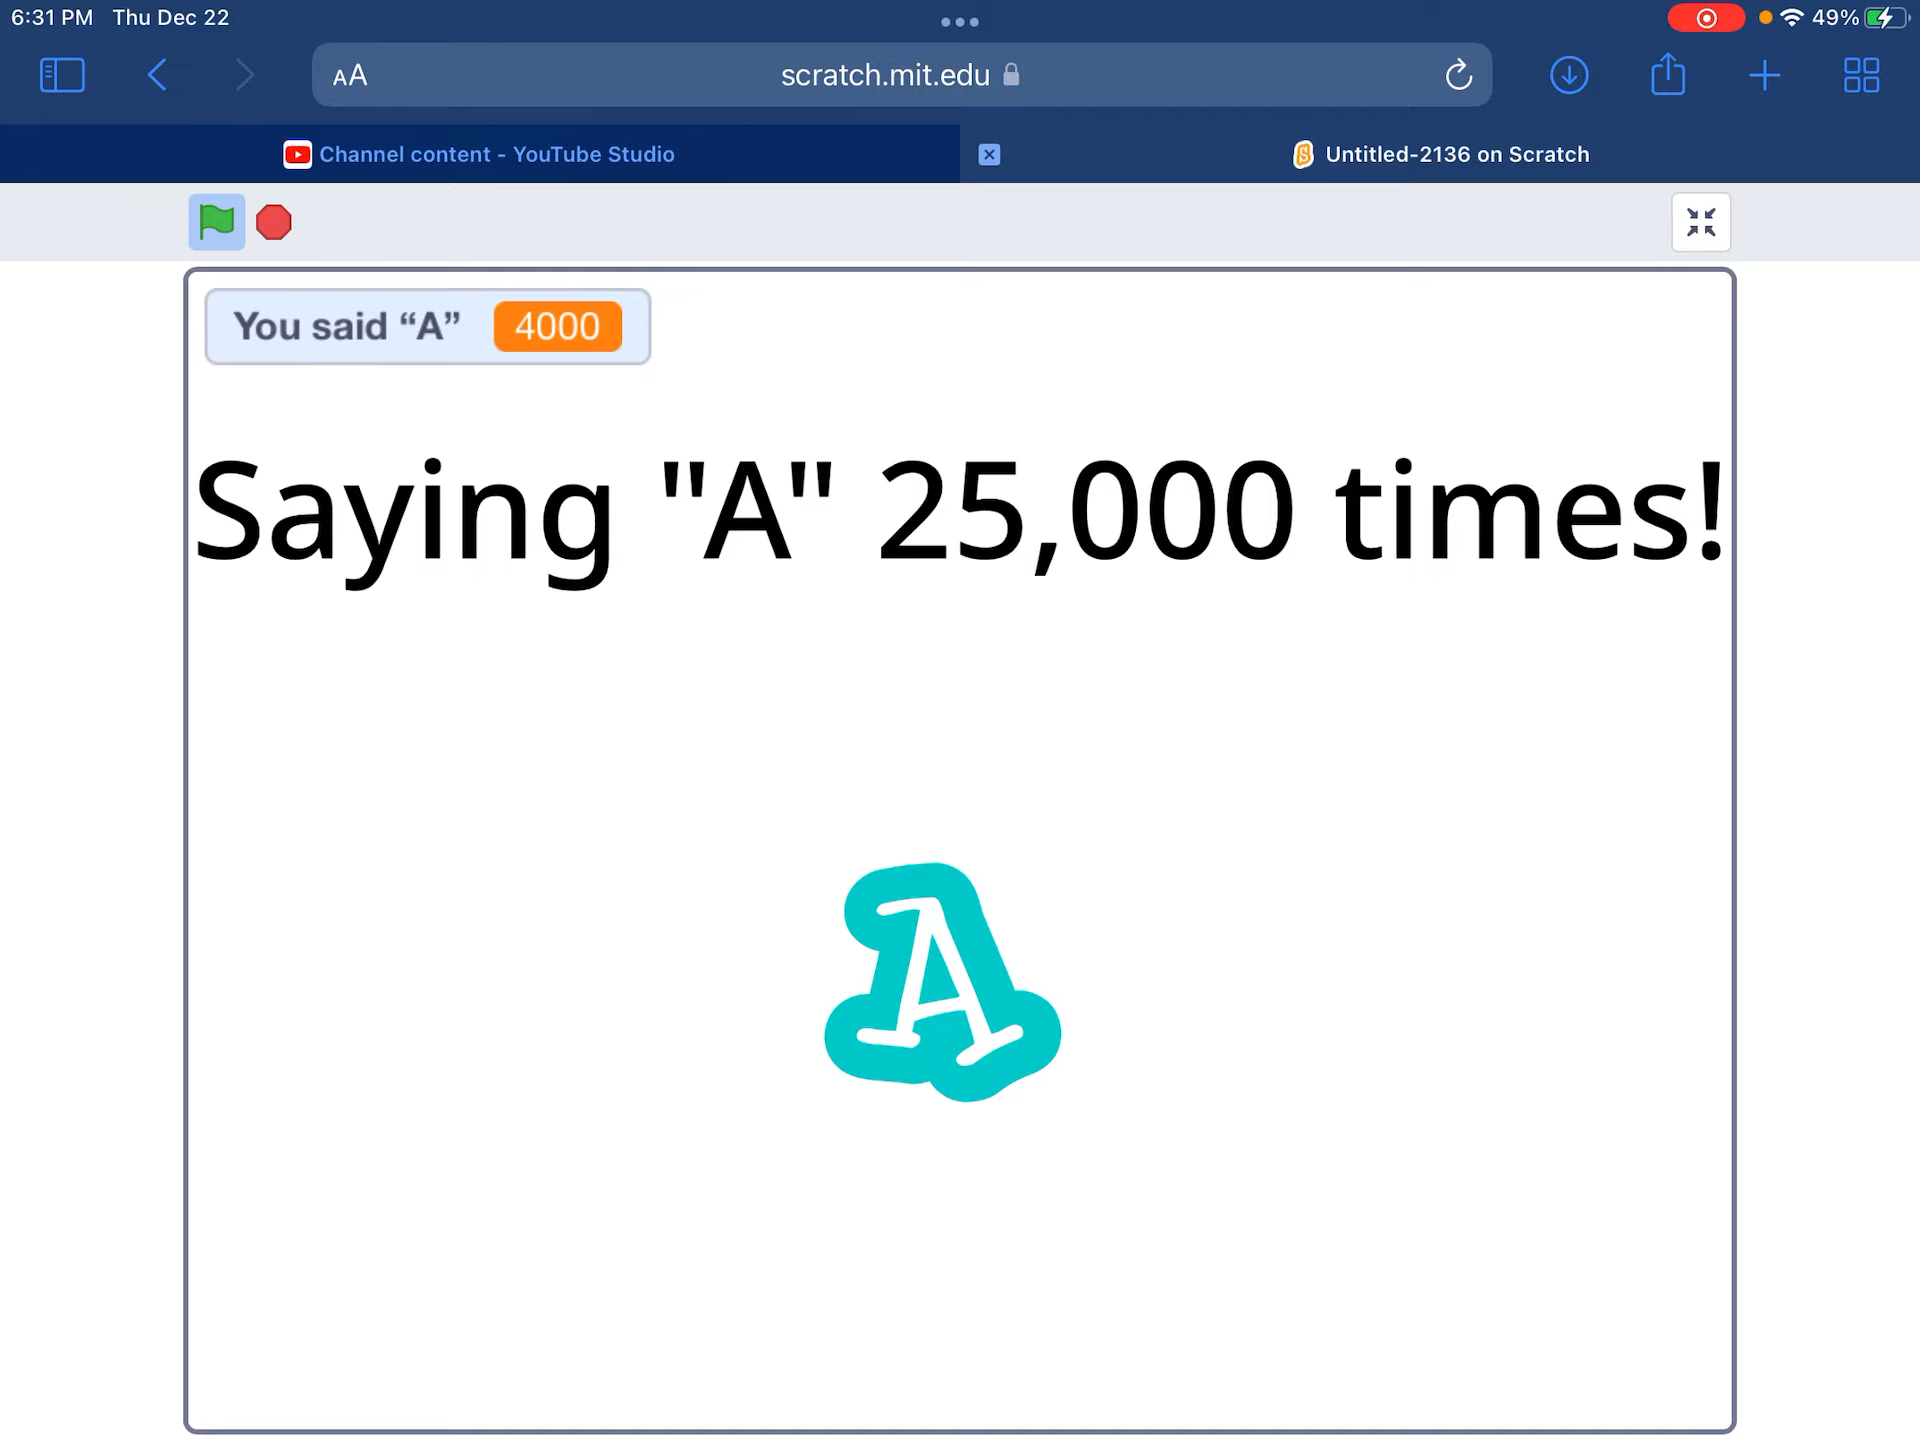 6:31 PM Thu Dec 22 49%
AA scratch.mit.edu
Channel content - YouTube Studio Untitled-2136 on Scratch
You said “A” 4000
Saying "A" 25,000 times!
A